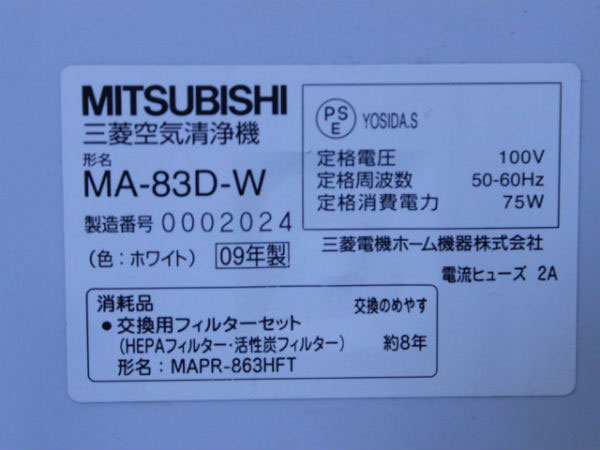 MITSUBISHI
三菱空気清浄機
形名
MA-83D-W
製造番号 0002024
(色:ホワイト) 09年製
PSE YOSIDA.S
定格電圧 100V
定格周波数 50-60Hz
定格消費電力 75W
三菱電機ホーム機器株式会社
電流ヒューズ 2A
消耗品 交換のめやす
●交換用フィルターセット
(HEPAフィルター・活性炭フィルター) 約8年
形名:MAPR-863HFT